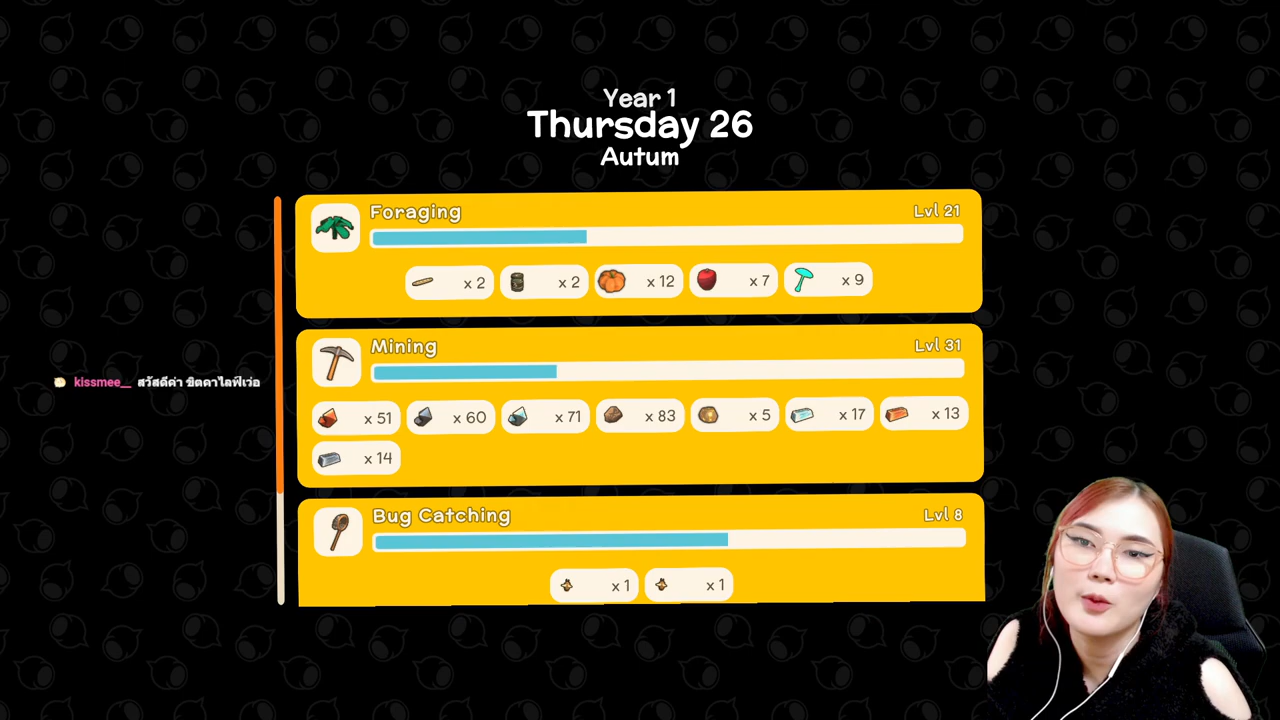 Year 1
Thursday 26
Autum
Foraging
Lvl 21
x 2
x 2
x 12
x 7
x 9
Mining
Lvl 31
x 51
x 60
x 71
x 83
x 5
x 17
x 13
x 14
kissmee__ สวัสดีค่า ชิตคาไลฟ์เว่อ
Bug Catching
Lvl 8
x 1
x 1